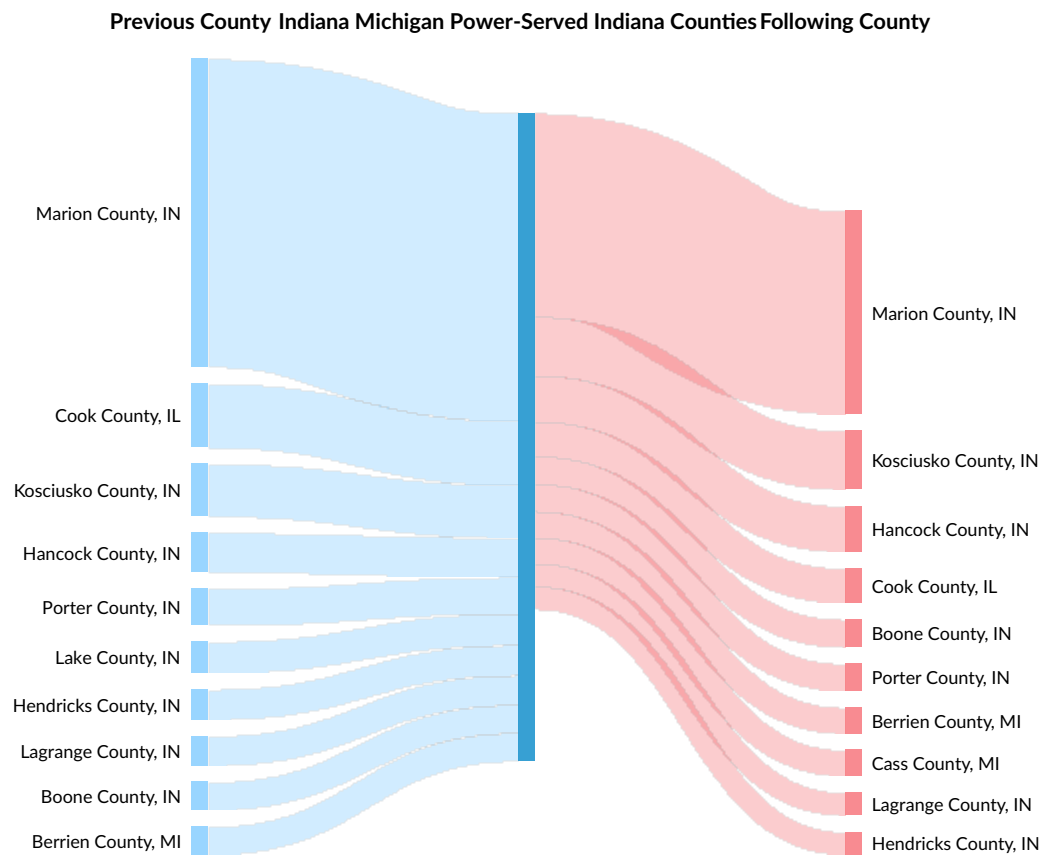 Previous County Indiana Michigan Power-Served Indiana Counties Following County
Marion County, IN
Cook County, IL
Kosciusko County, IN
Hancock County, IN
Porter County, IN
Lake County, IN
Hendricks County, IN
Lagrange County, IN
Boone County, IN
Berrien County, MI
Marion County, IN
Kosciusko County, IN
Hancock County, IN
Cook County, IL
Boone County, IN
Porter County, IN
Berrien County, MI
Cass County, MI
Lagrange County, IN
Hendricks County, IN